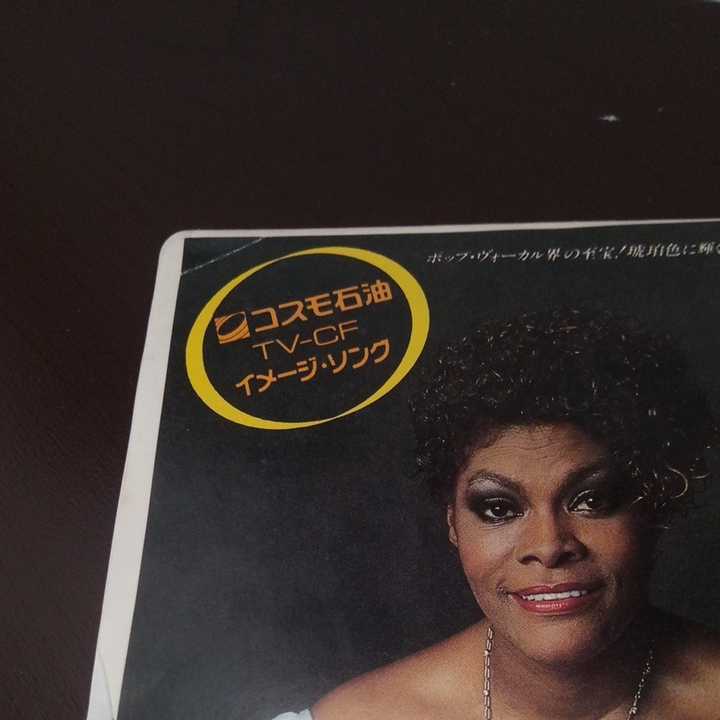 コスモ石油
TV-CF
イメージ・ソング
ポップ・ヴォーカル界の至宝!琥珀色に輝く